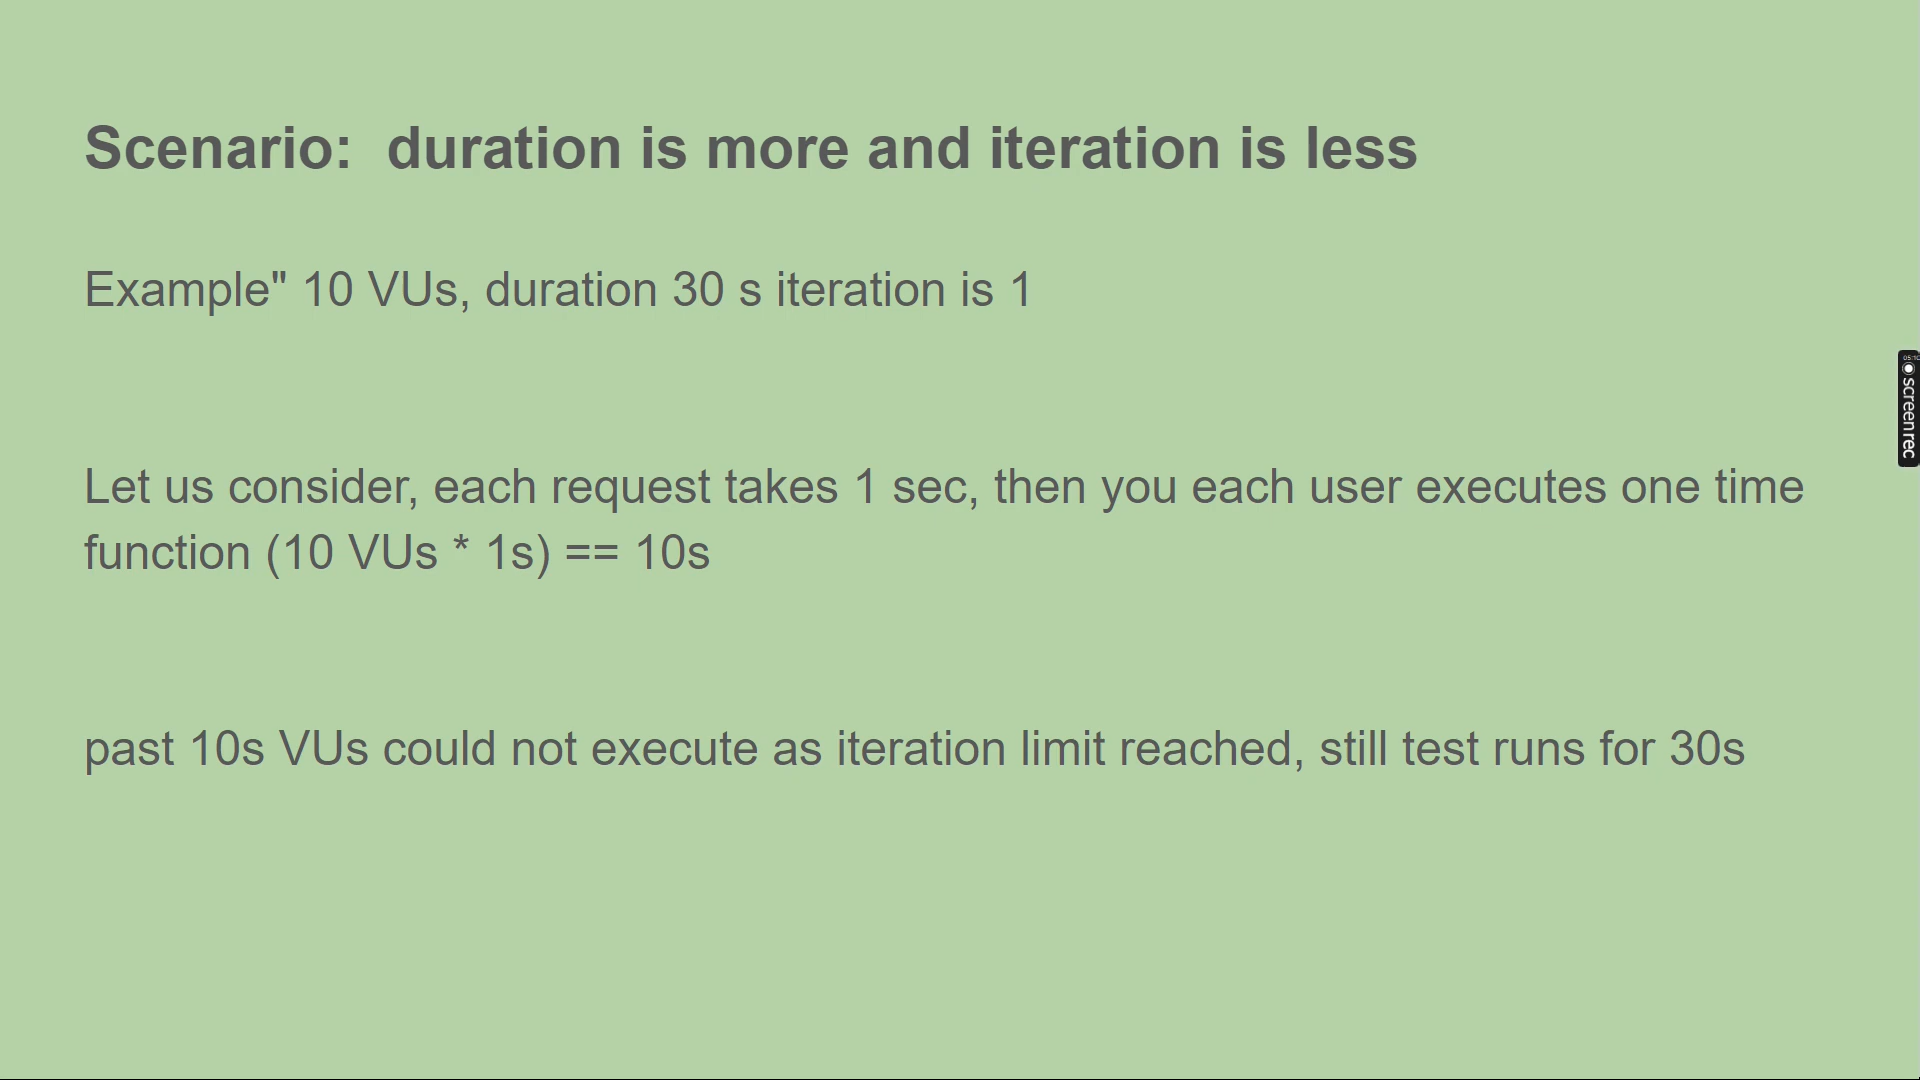 Scenario:  duration is more and iteration is less
Example" 10 VUs, duration 30 s iteration is 1
Let us consider, each request takes 1 sec, then you each user executes one time
function (10 VUs * 1s) == 10s
past 10s VUs could not execute as iteration limit reached, still test runs for 30s
screenrec